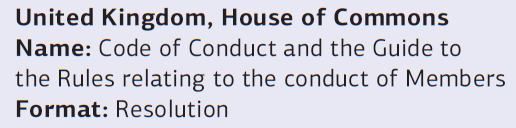 United Kingdom, House of Commons
Name: Code of Conduct and the Guide to
the Rules relating to the conduct of Members
Format: Resolution